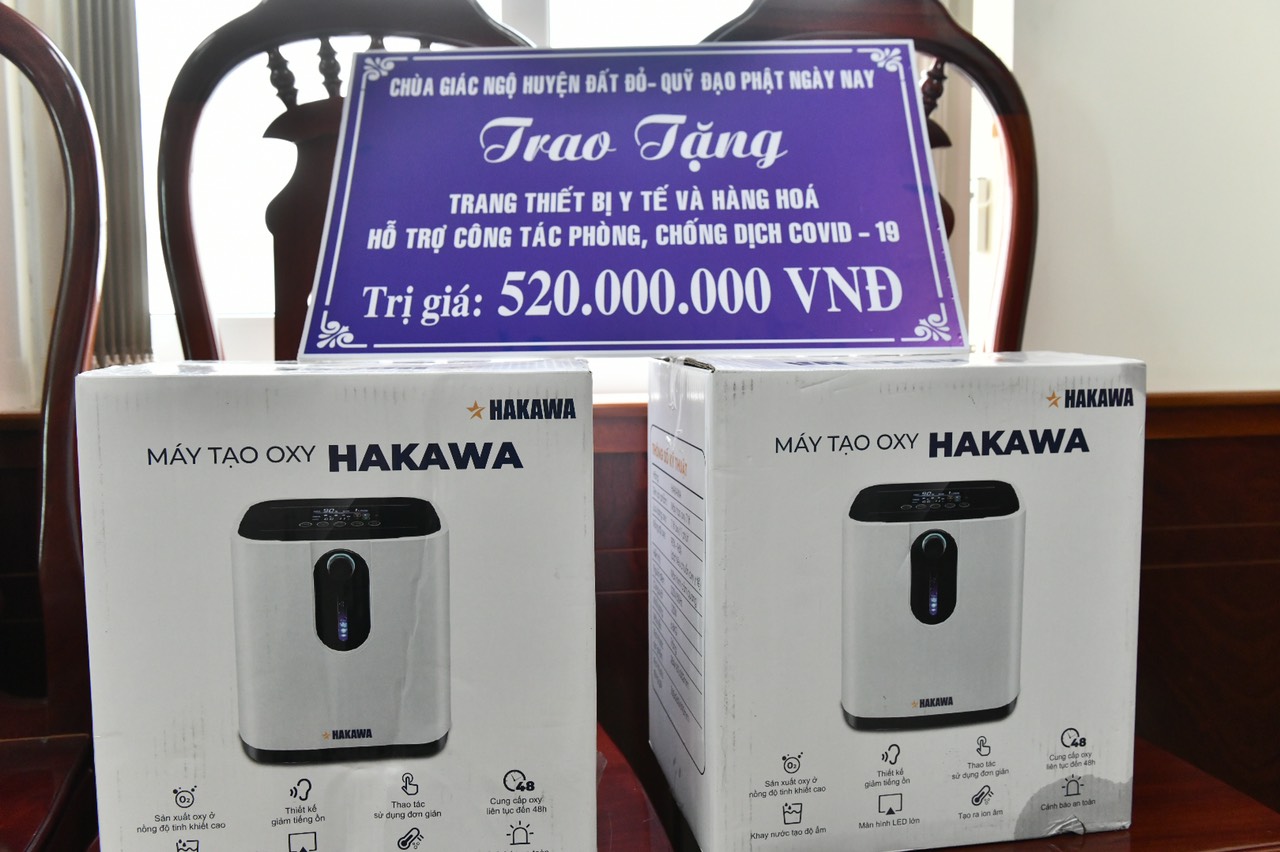 CHÙA GIÁC NGỘ HUYỆN ĐẤT ĐỎ- QUỸ ĐẠO PHẬT NGÀY NAY
Trao Tặng
TRANG THIẾT BỊ Y TẾ VÀ HÀNG HOÁ
HỖ TRỢ CÔNG TÁC PHÒNG, CHỐNG DỊCH COVID – 19
Trị giá: 520.000.000 VNĐ
HAKAWA
MÁY TẠO OXY HAKAWA
HAKAWA
Sản xuất oxy ở
nồng độ tinh khiết cao
Thiết kế
giảm tiếng ồn
Thao tác
sử dụng đơn giản
48
Cung cấp oxy
liên tục đến 48h
HAKAWA
MÁY TẠO OXY HAKAWA
THÔNG SỐ KỸ THUẬT
HAKAWA
Sản xuất oxy ở
nồng độ tinh khiết cao
Thiết kế
giảm tiếng ồn
Thao tác
sử dụng đơn giản
48
Cung cấp oxy
liên tục đến 48h
Khay nước tạo độ ẩm
Màn hình LED lớn
Tạo ra ion âm
Cảnh báo an toàn